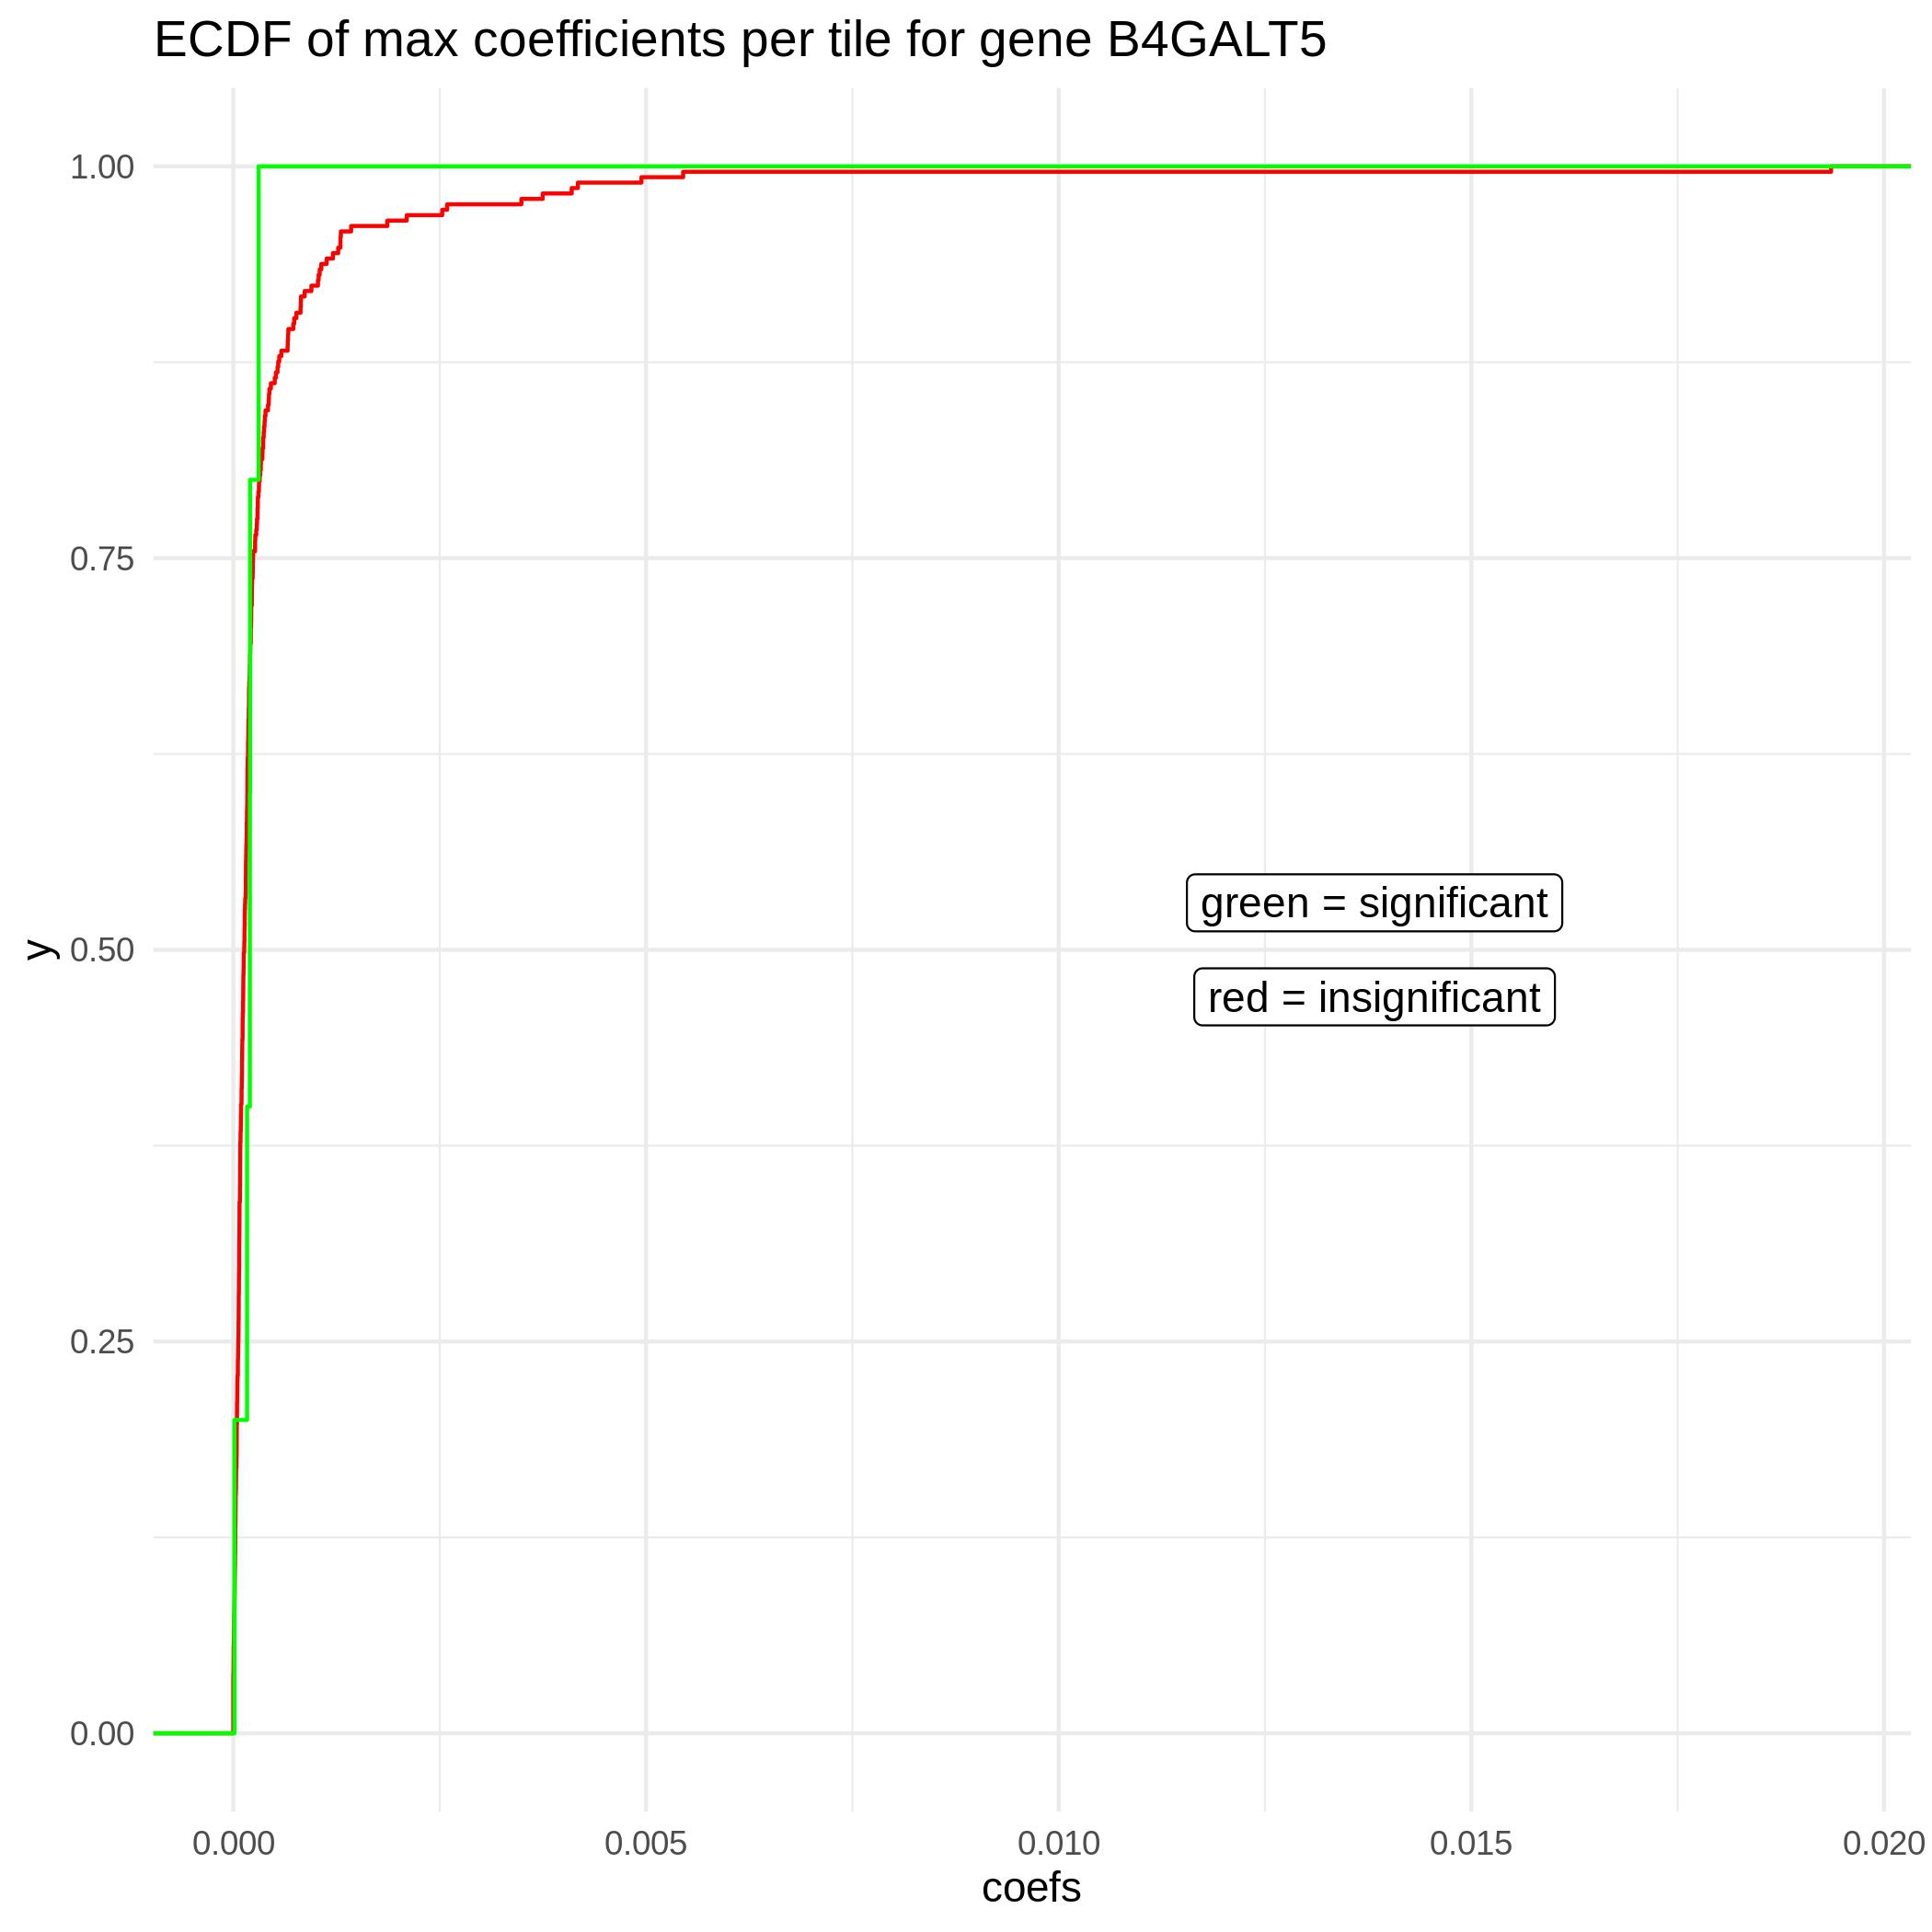 ECDF of max coefficients per tile for gene B4GALT5
1.00
0.75
0.50
0.25
0.00
y
green = significant
red = insignificant
0.000 0.005 0.010 0.015 0.020
coefs